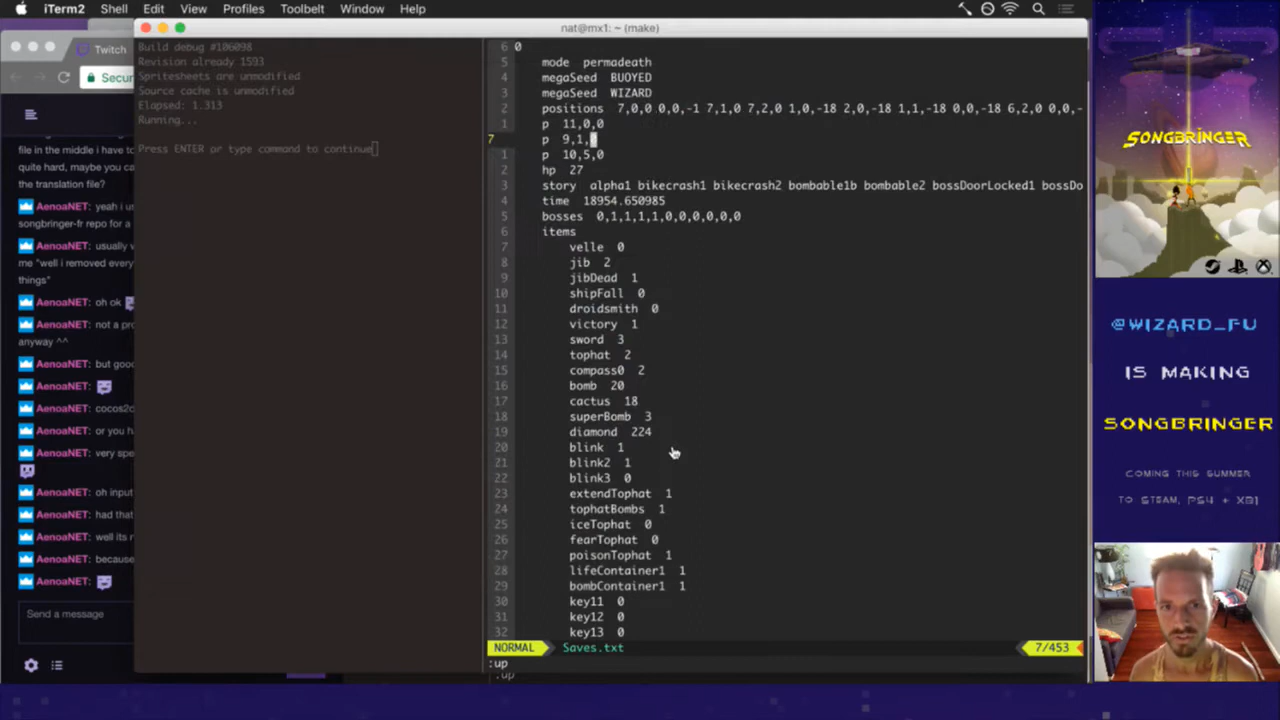 iTerm2 Shell Edit View Profiles Toolbelt Window Help
nat@mx1: ~ (make)
Twitch
Secur
file in the middle i have to
quite hard, maybe you ca
the translation file?
AenoaNET: yeah i u
songbringer-fr repo for a
AenoaNET: usually
me "well i removed every
things"
AenoaNET: oh ok
AenoaNET: not a pro
anyway ^^
AenoaNET: but good
AenoaNET:
AenoaNET: cocos2d
AenoaNET: or you h
AenoaNET: very spe
AenoaNET: oh input
AenoaNET: had that
AenoaNET: well its n
AenoaNET: because
AenoaNET:
Send a message
Build debug #106098
Revision already 1593
Spritesheets are unmodified
Source cache is unmodified
Elapsed: 1.313
Running...
Press ENTER or type command to continue
6 0
5 mode permadeath
4 megaSeed BUOYED
3 megaSeed WIZARD
2 positions 7,0,0 0,0,-1 7,1,0 7,2,0 1,0,-18 2,0,-18 1,1,-18 0,0,-18 6,2,0 0,0,-
1 p 11,0,0
7 p 9,1,0
1 p 10,5,0
2 hp 27
3 story alpha1 bikecrash1 bikecrash2 bombable1b bombable2 bossDoorLocked1 bossDo
4 time 18954.650985
5 bosses 0,1,1,1,1,0,0,0,0,0,0
6 items
7 velle 0
8 jib 2
9 jibDead 1
10 shipFall 0
11 droidsmith 0
12 victory 1
13 sword 3
14 tophat 2
15 compass0 2
16 bomb 20
17 cactus 18
18 superBomb 3
19 diamond 224
20 blink 1
21 blink2 1
22 blink3 0
23 extendTophat 1
24 tophatBombs 1
25 iceTophat 0
26 fearTophat 0
27 poisonTophat 1
28 lifeContainer1 1
29 bombContainer1 1
30 key11 0
31 key12 0
32 key13 0
NORMAL Saves.txt 7/453
:up
:up
SONGBRINGER
@WIZARD_FU
IS MAKING
SONGBRINGER
COMING THIS SUMMER
TO STEAM, PS4 + XB1